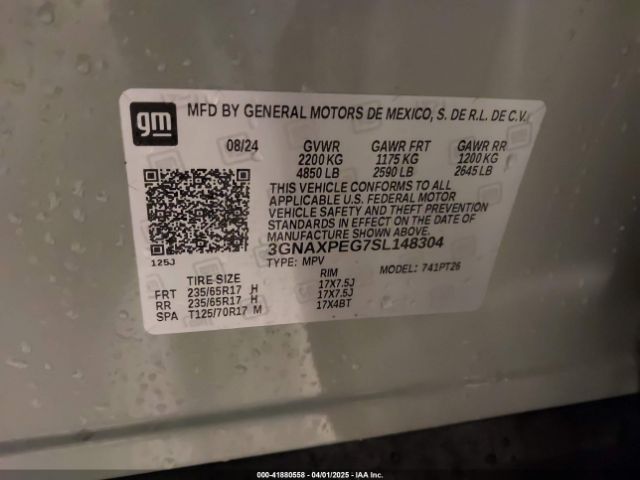 gm MFD BY GENERAL MOTORS DE MEXICO, S. DE R.L. DE C.V.
08/24 GVWR GAWR FRT GAWR RR
2200 KG 1175 KG 1200 KG
4850 LB 2590 LB 2645 LB
THIS VEHICLE CONFORMS TO ALL
APPLICABLE U.S. FEDERAL MOTOR
VEHICLE SAFETY AND THEFT PREVENTION
STANDARDS IN EFFECT ON THE DATE OF
MANUFACTURE SHOWN ABOVE.
3GNAXPEG7SL148304
125J TYPE: MPV MODEL: 741PT26
TIRE SIZE RIM
FRT 235/65R17 H 17X7.5J
RR 235/65R17 H 17X7.5J
SPA T125/70R17 M 17X4BT
000-41880558 - 04/01/2025 - IAA Inc.